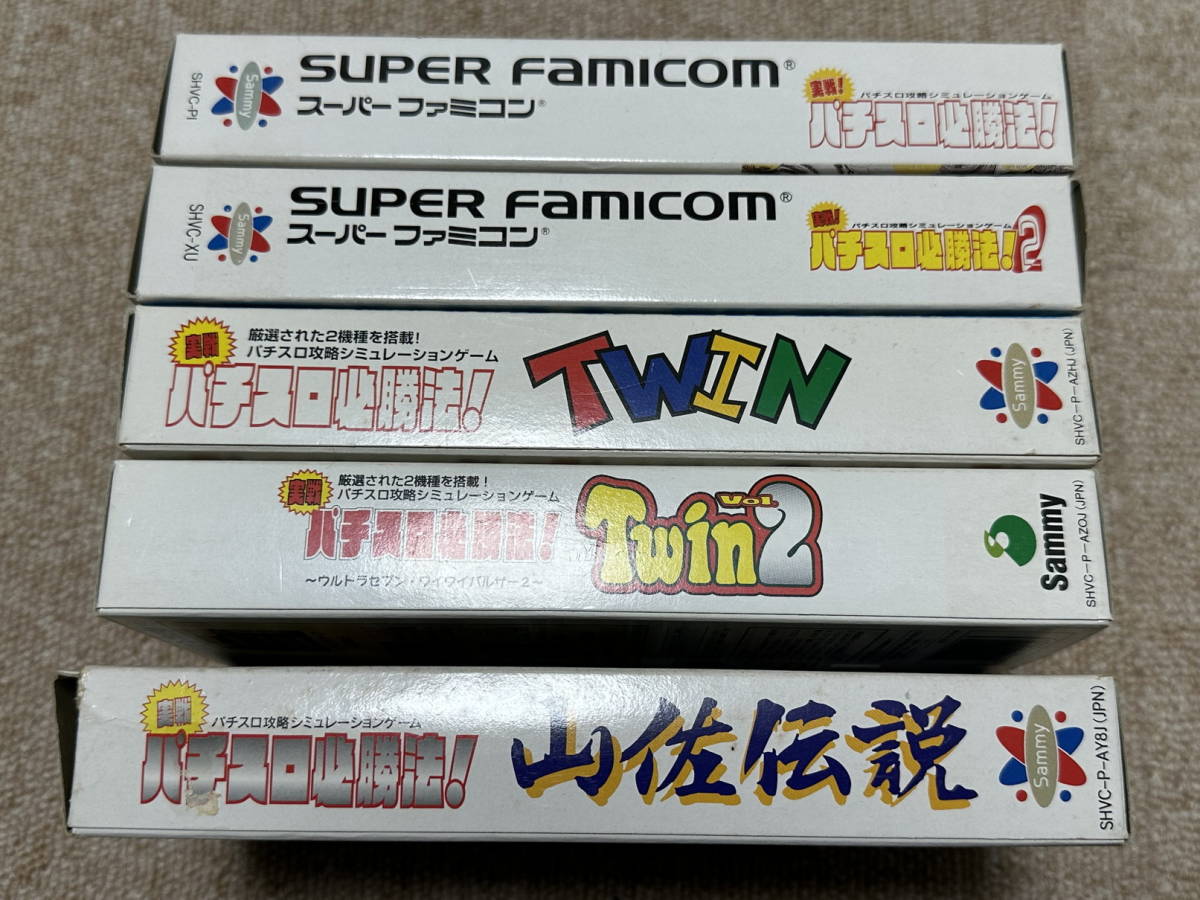 SHVC-PI
Sammy
SUPER FAMICOM®
スーパーファミコン®
実戦!
パチスロ攻略シミュレーションゲーム
パチスロ必勝法!
SHVC-XU
Sammy
SUPER FAMICOM®
スーパーファミコン®
実戦!
パチスロ攻略シミュレーションゲーム
パチスロ必勝法!2
実戦
厳選された2機種を搭載!
パチスロ攻略シミュレーションゲーム
パチスロ必勝法!
TWIN
Sammy
SHVC-P-AZHJ(JPN)
実戦
厳選された2機種を搭載!
パチスロ攻略シミュレーションゲーム
パチスロ必勝法!
~ウルトラセブン・ワイワイパルサー2~
Vol.
Twin2
Sammy
SHVC-P-AZOJ(JPN)
実戦
パチスロ攻略シミュレーションゲーム
パチスロ必勝法!
山佐伝説
Sammy
SHVC-P-AY8J(JPN)